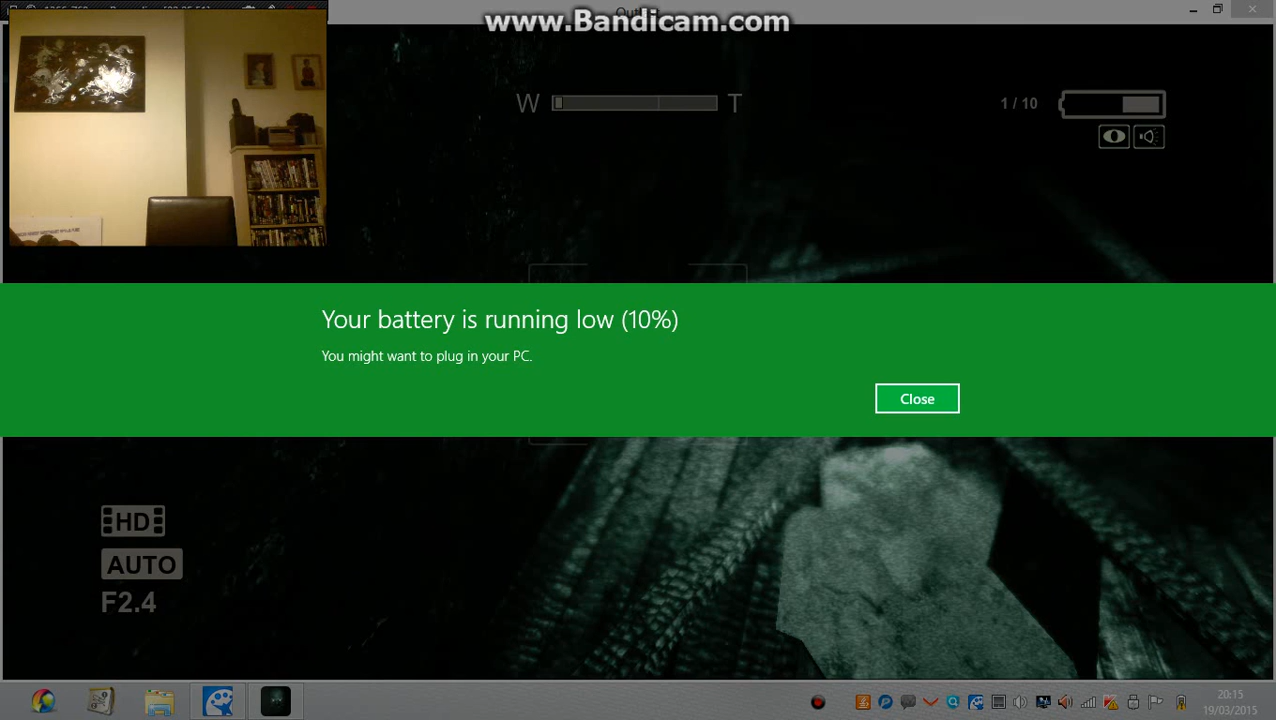 www.Bandicam.com
W
T
1 / 10
Your battery is running low (10%)
You might want to plug in your PC.
Close
HD
AUTO
F2.4
20:15
19/03/2015